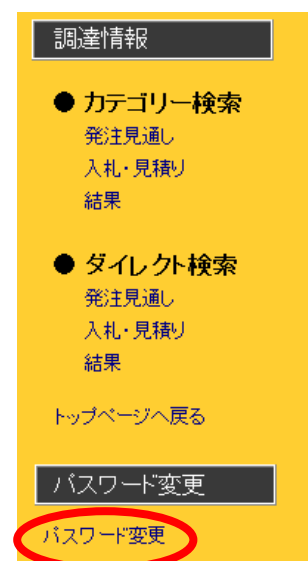 調達情報
● カテゴリー検索
発注見通し
入札・見積り
結果
● ダイレクト検索
発注見通し
入札・見積り
結果
トップページへ戻る
パスワード変更
パスワード変更